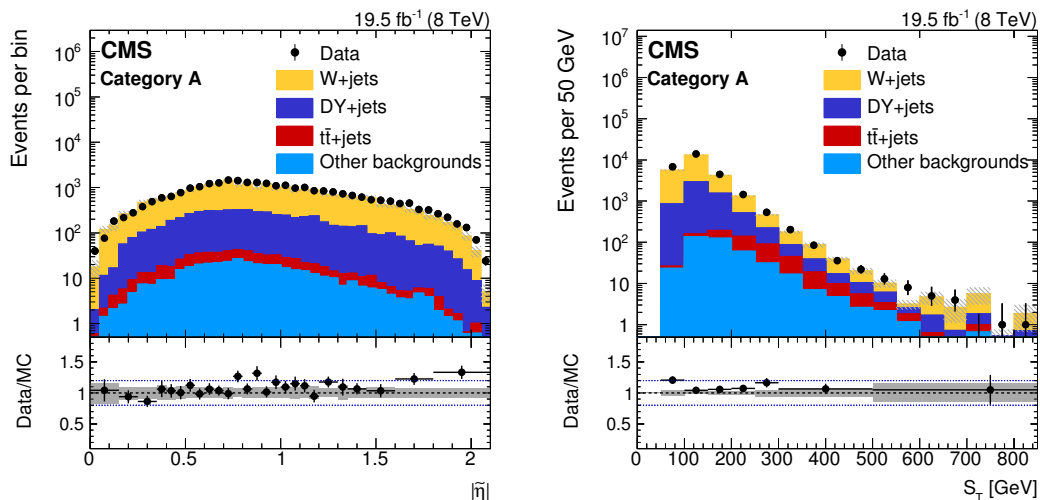 19.5 fb⁻¹ (8 TeV)
Events per bin
CMS
Category A
Data
W+jets
DY+jets
tt̄+jets
Other backgrounds
10⁶
10⁵
10⁴
10³
10²
10
1
Data/MC
1.5
1
0.5
0 0.5 1 1.5 2
|η̃|
19.5 fb⁻¹ (8 TeV)
Events per 50 GeV
CMS
Category A
Data
W+jets
DY+jets
tt̄+jets
Other backgrounds
10⁷
10⁶
10⁵
10⁴
10³
10²
10
1
Data/MC
1.5
1
0.5
0 100 200 300 400 500 600 700 800
S_T [GeV]